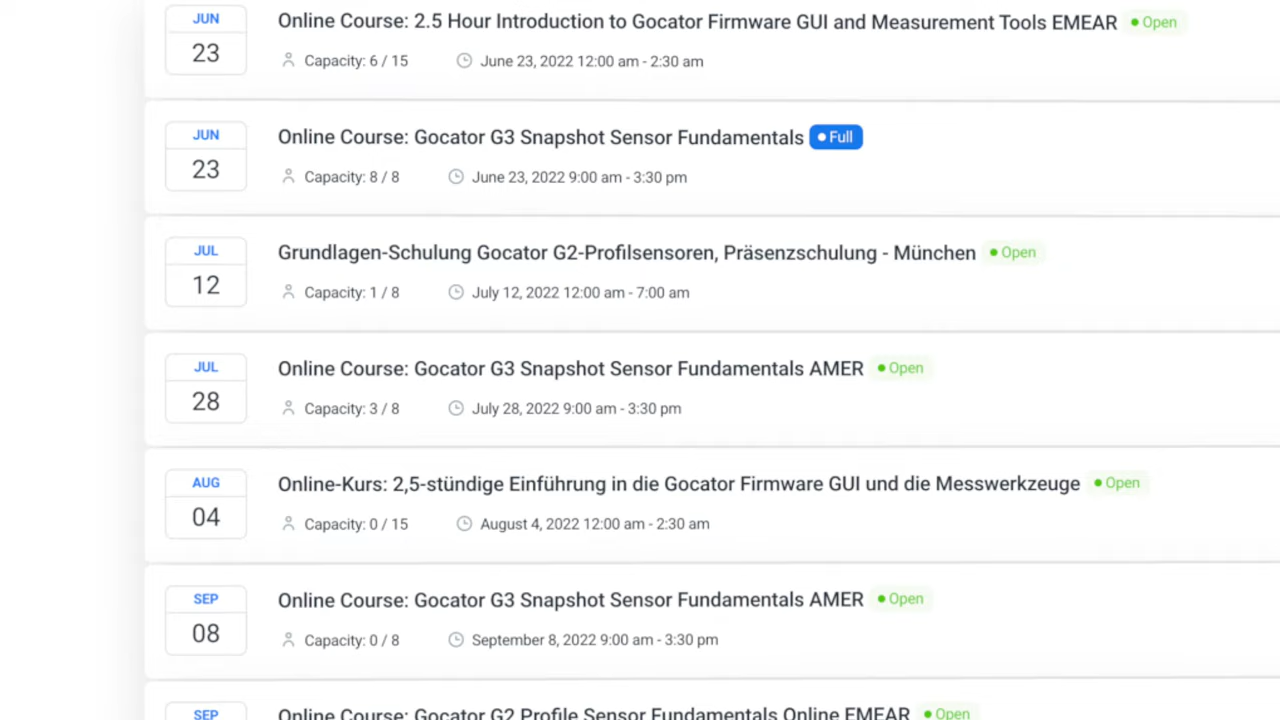 JUN
23
Online Course: 2.5 Hour Introduction to Gocator Firmware GUI and Measurement Tools EMEAR Open
Capacity: 6 / 15 June 23, 2022 12:00 am - 2:30 am
JUN
23
Online Course: Gocator G3 Snapshot Sensor Fundamentals Full
Capacity: 8 / 8 June 23, 2022 9:00 am - 3:30 pm
JUL
12
Grundlagen-Schulung Gocator G2-Profilsensoren, Präsenzschulung - München Open
Capacity: 1 / 8 July 12, 2022 12:00 am - 7:00 am
JUL
28
Online Course: Gocator G3 Snapshot Sensor Fundamentals AMER Open
Capacity: 3 / 8 July 28, 2022 9:00 am - 3:30 pm
AUG
04
Online-Kurs: 2,5-stündige Einführung in die Gocator Firmware GUI und die Messwerkzeuge Open
Capacity: 0 / 15 August 4, 2022 12:00 am - 2:30 am
SEP
08
Online Course: Gocator G3 Snapshot Sensor Fundamentals AMER Open
Capacity: 0 / 8 September 8, 2022 9:00 am - 3:30 pm
SEP
Online Course: Gocator G2 Profile Sensor Fundamentals Online EMEAR Open